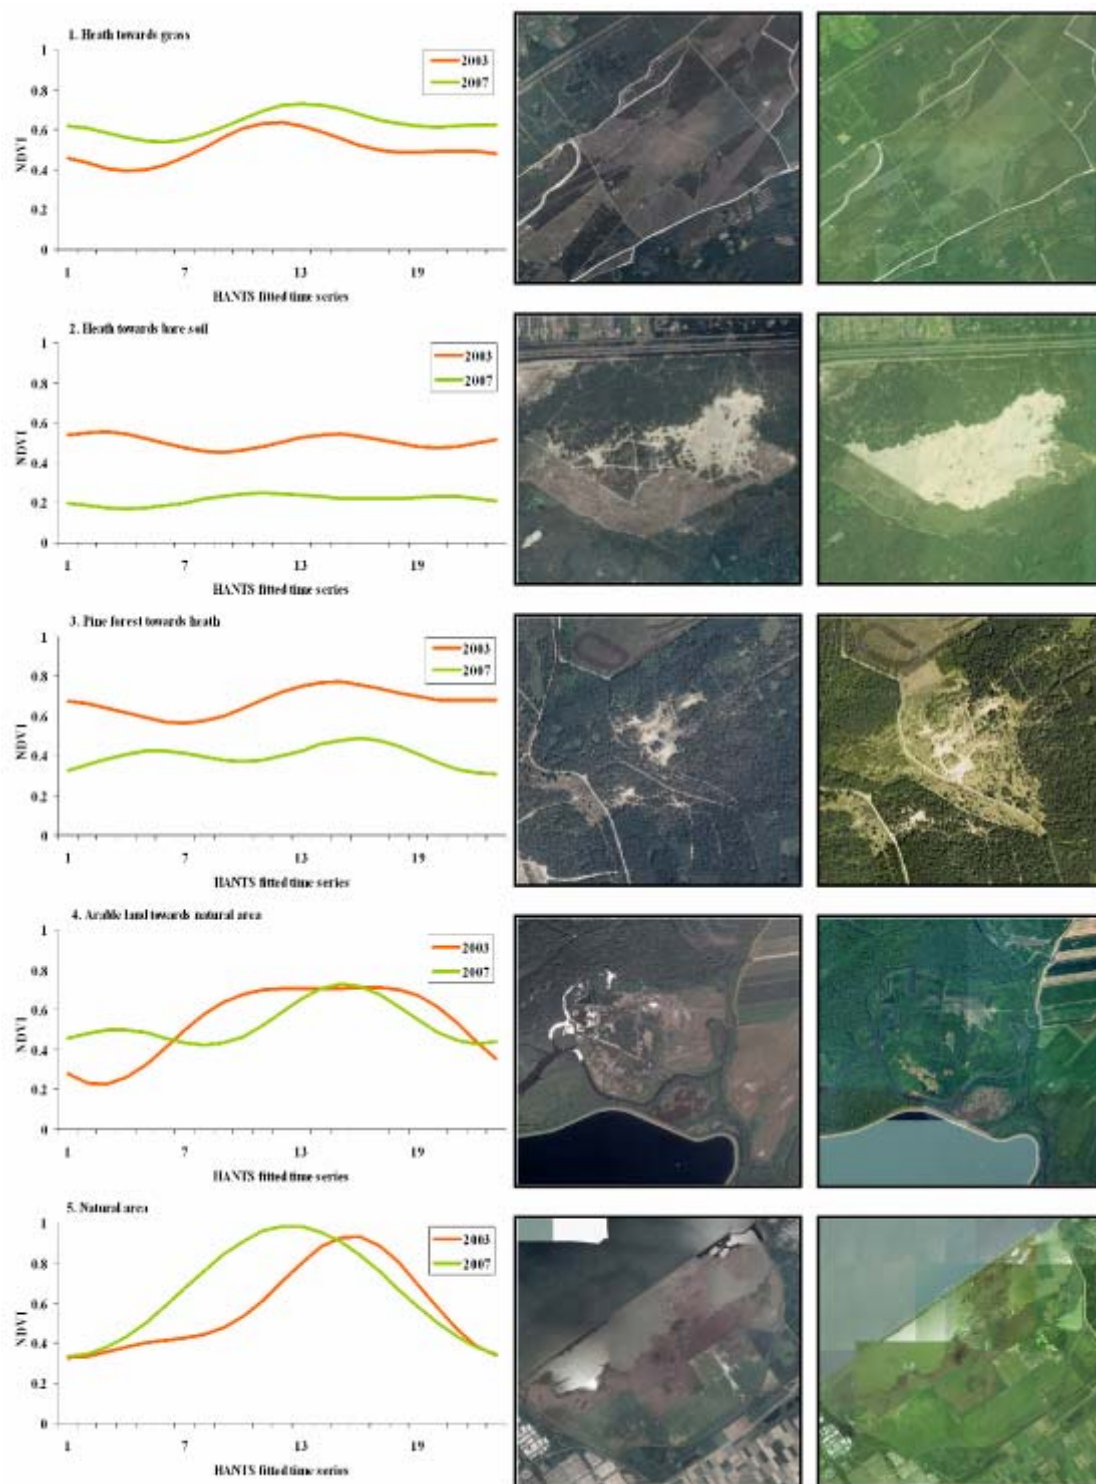 1. Heath towards grass
1
0.8
0.6
0.4
0.2
0
NDVI
2003
2007
1 7 13 19
HANTS fitted time series
2. Heath towards bare soil
1
0.8
0.6
0.4
0.2
0
NDVI
2003
2007
1 7 13 19
HANTS fitted time series
3. Pine forest towards heath
1
0.8
0.6
0.4
0.2
0
NDVI
2003
2007
1 7 13 19
HANTS fitted time series
4. Arable land towards natural area
1
0.8
0.6
0.4
0.2
0
NDVI
2003
2007
1 7 13 19
HANTS fitted time series
5. Natural area
1
0.8
0.6
0.4
0.2
0
NDVI
2003
2007
1 7 13 19
HANTS fitted time series